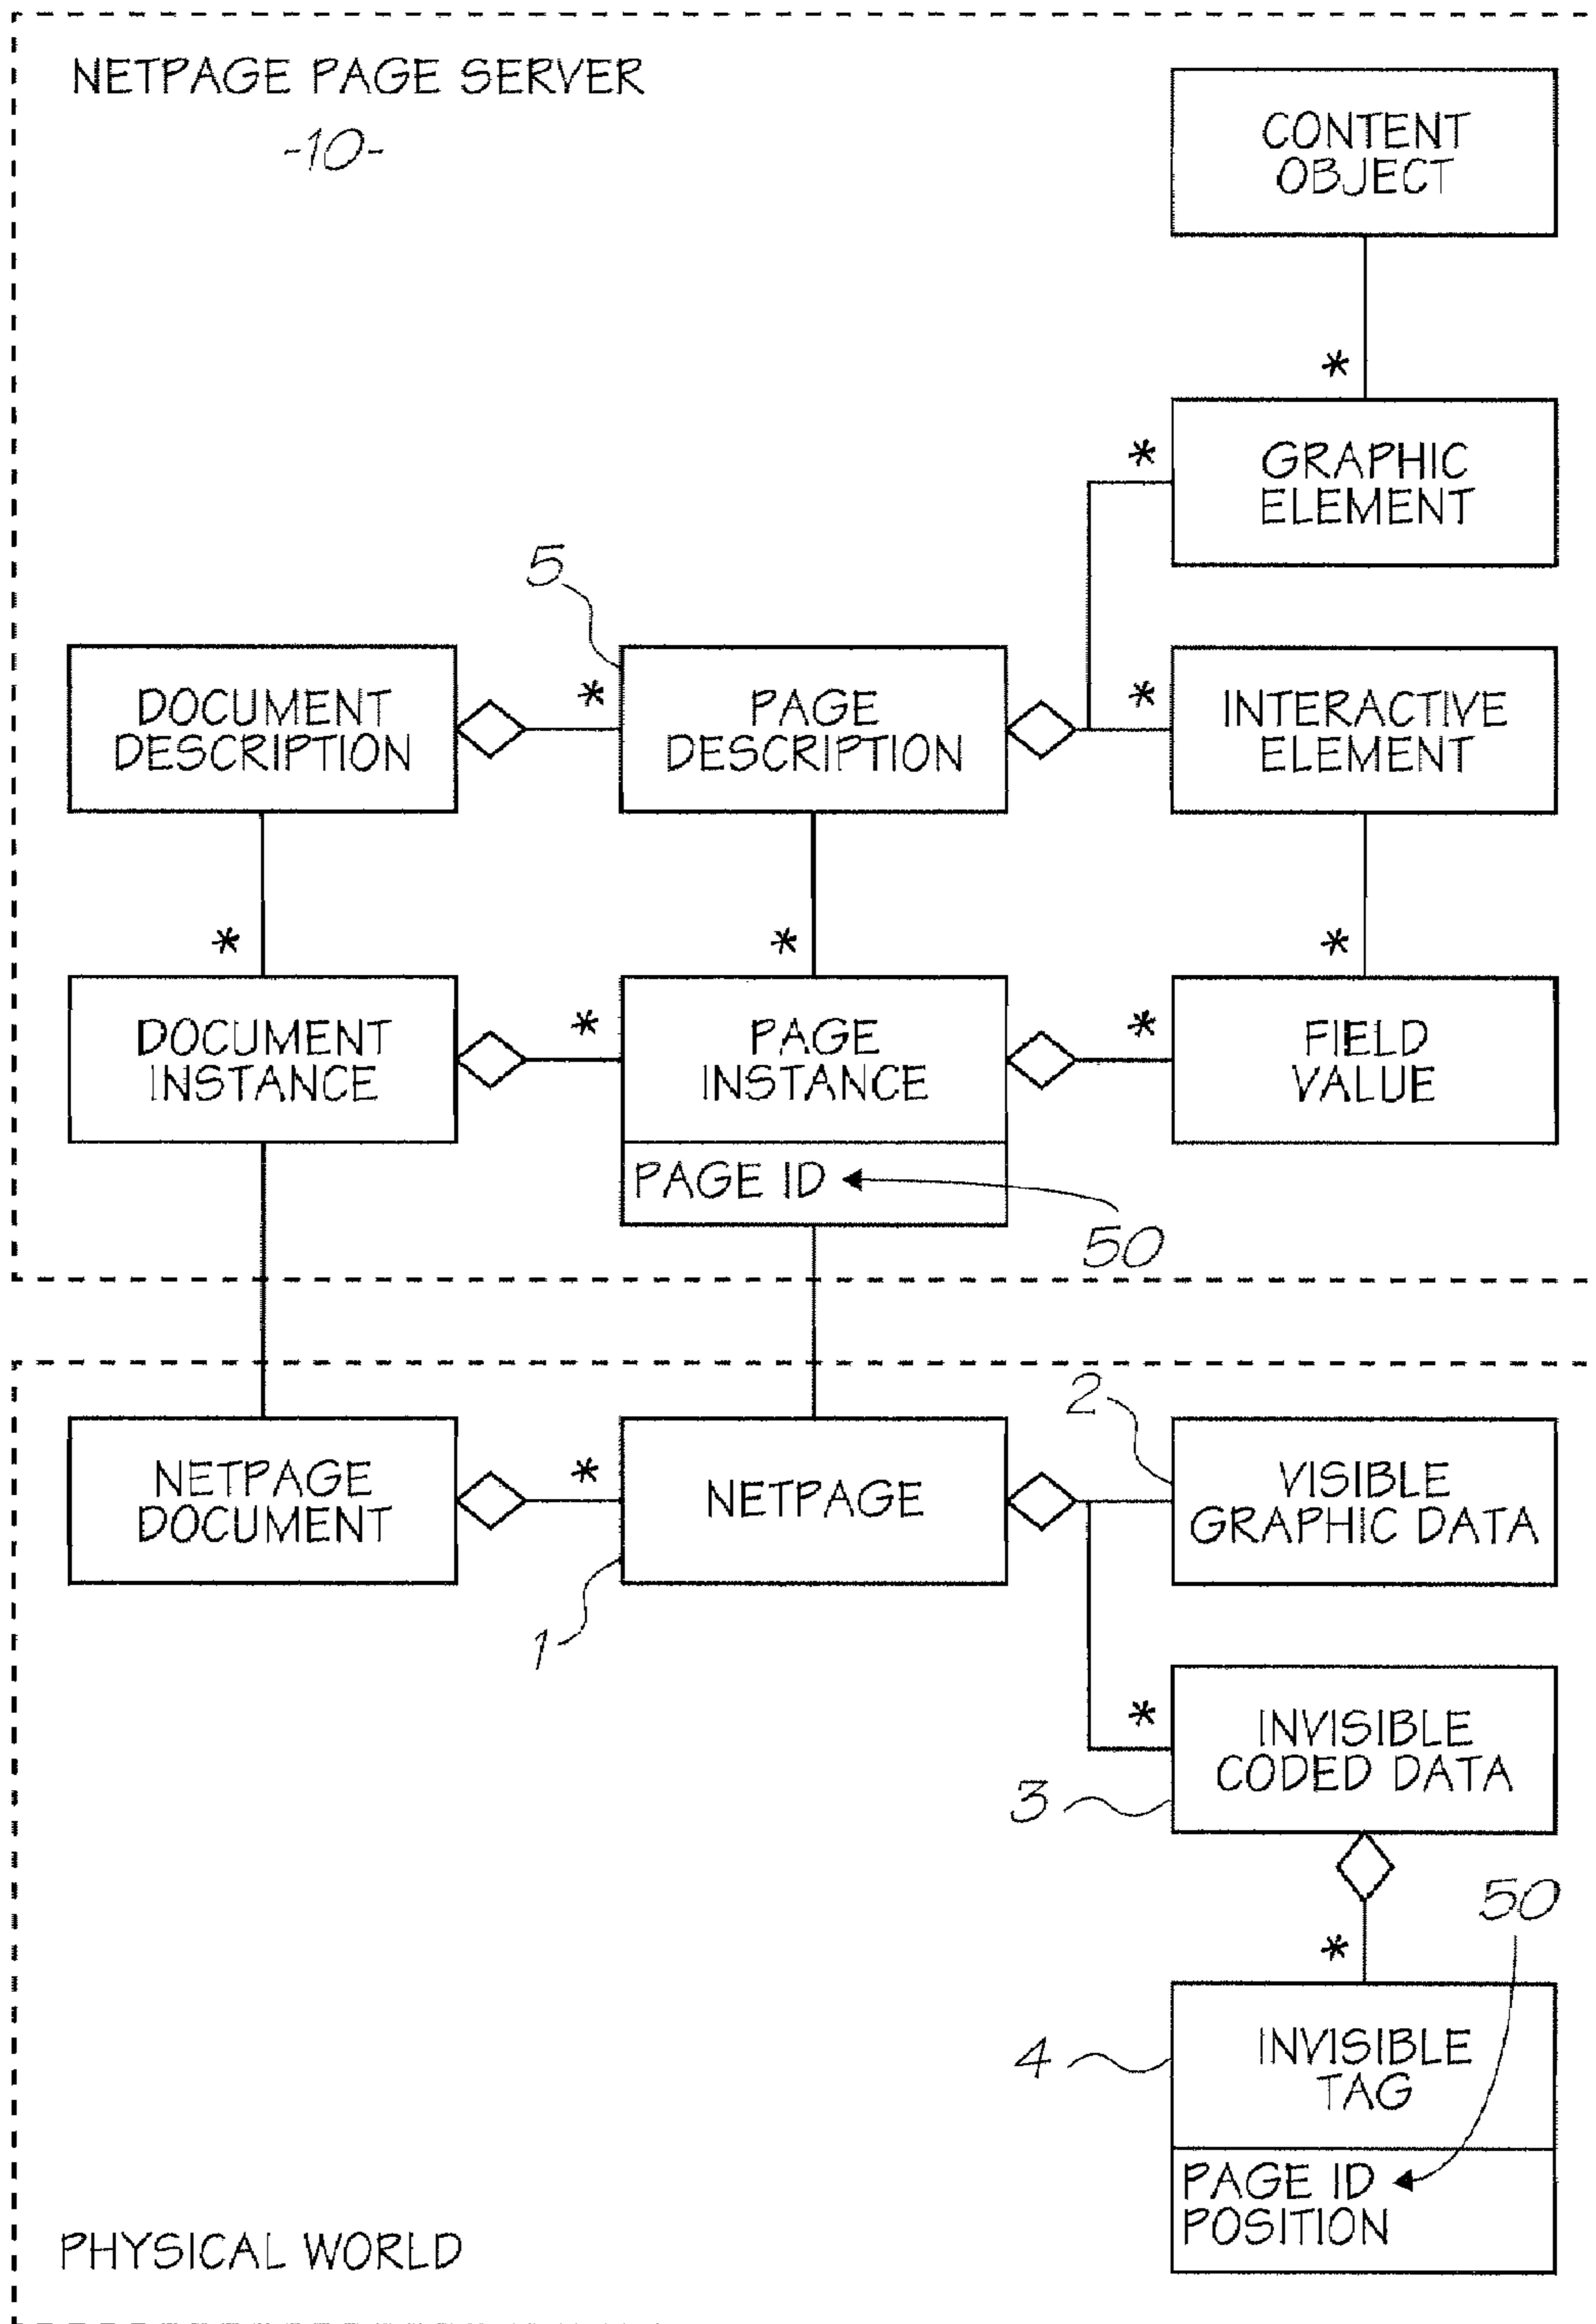 NETPAGE PAGE SERVER
-10-
CONTENT
OBJECT
*
*
GRAPHIC
ELEMENT
5
DOCUMENT
DESCRIPTION
*
PAGE
DESCRIPTION
*
INTERACTIVE
ELEMENT
*
*
*
DOCUMENT
INSTANCE
*
PAGE
INSTANCE
*
FIELD
VALUE
PAGE ID
50
2
NETPAGE
DOCUMENT
*
NETPAGE
VISIBLE
GRAPHIC DATA
1
*
INVISIBLE
CODED DATA
3
50
*
4
INVISIBLE
TAG
PAGE ID
POSITION
PHYSICAL WORLD